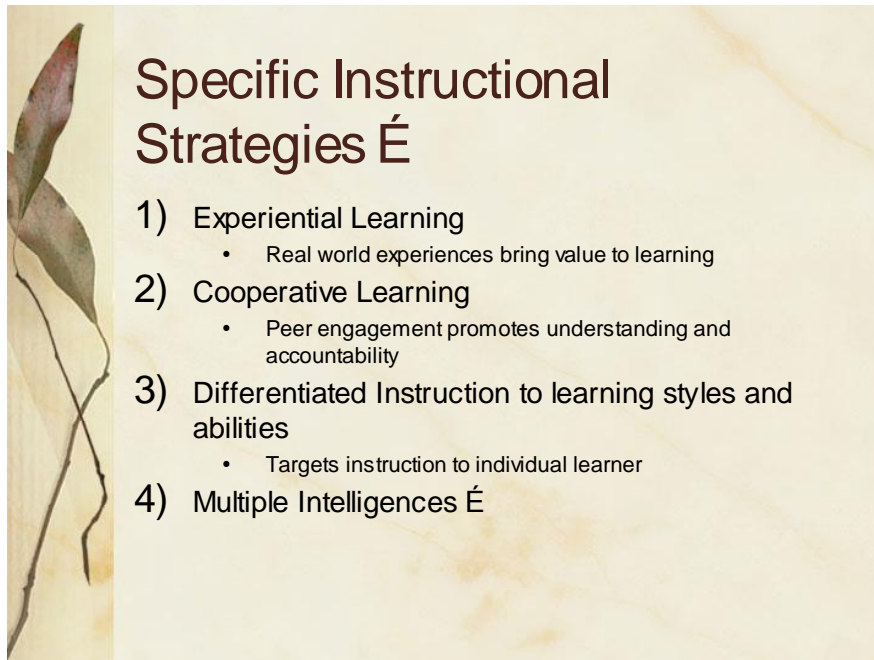 Specific Instructional
Strategies É
1) Experiential Learning
• Real world experiences bring value to learning
2) Cooperative Learning
• Peer engagement promotes understanding and
accountability
3) Differentiated Instruction to learning styles and
abilities
• Targets instruction to individual learner
4) Multiple Intelligences É